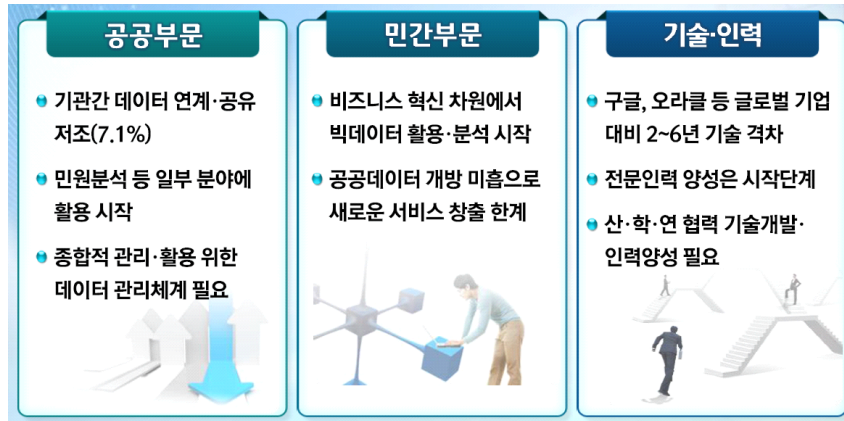 공공부문
기관간 데이터 연계·공유
저조(7.1%)
민원분석 등 일부 분야에
활용 시작
종합적 관리·활용 위한
데이터 관리체계 필요
민간부문
비즈니스 혁신 차원에서
빅데이터 활용·분석 시작
공공데이터 개방 미흡으로
새로운 서비스 창출 한계
기술·인력
구글, 오라클 등 글로벌 기업
대비 2~6년 기술 격차
전문인력 양성은 시작단계
산·학·연 협력 기술개발·
인력양성 필요